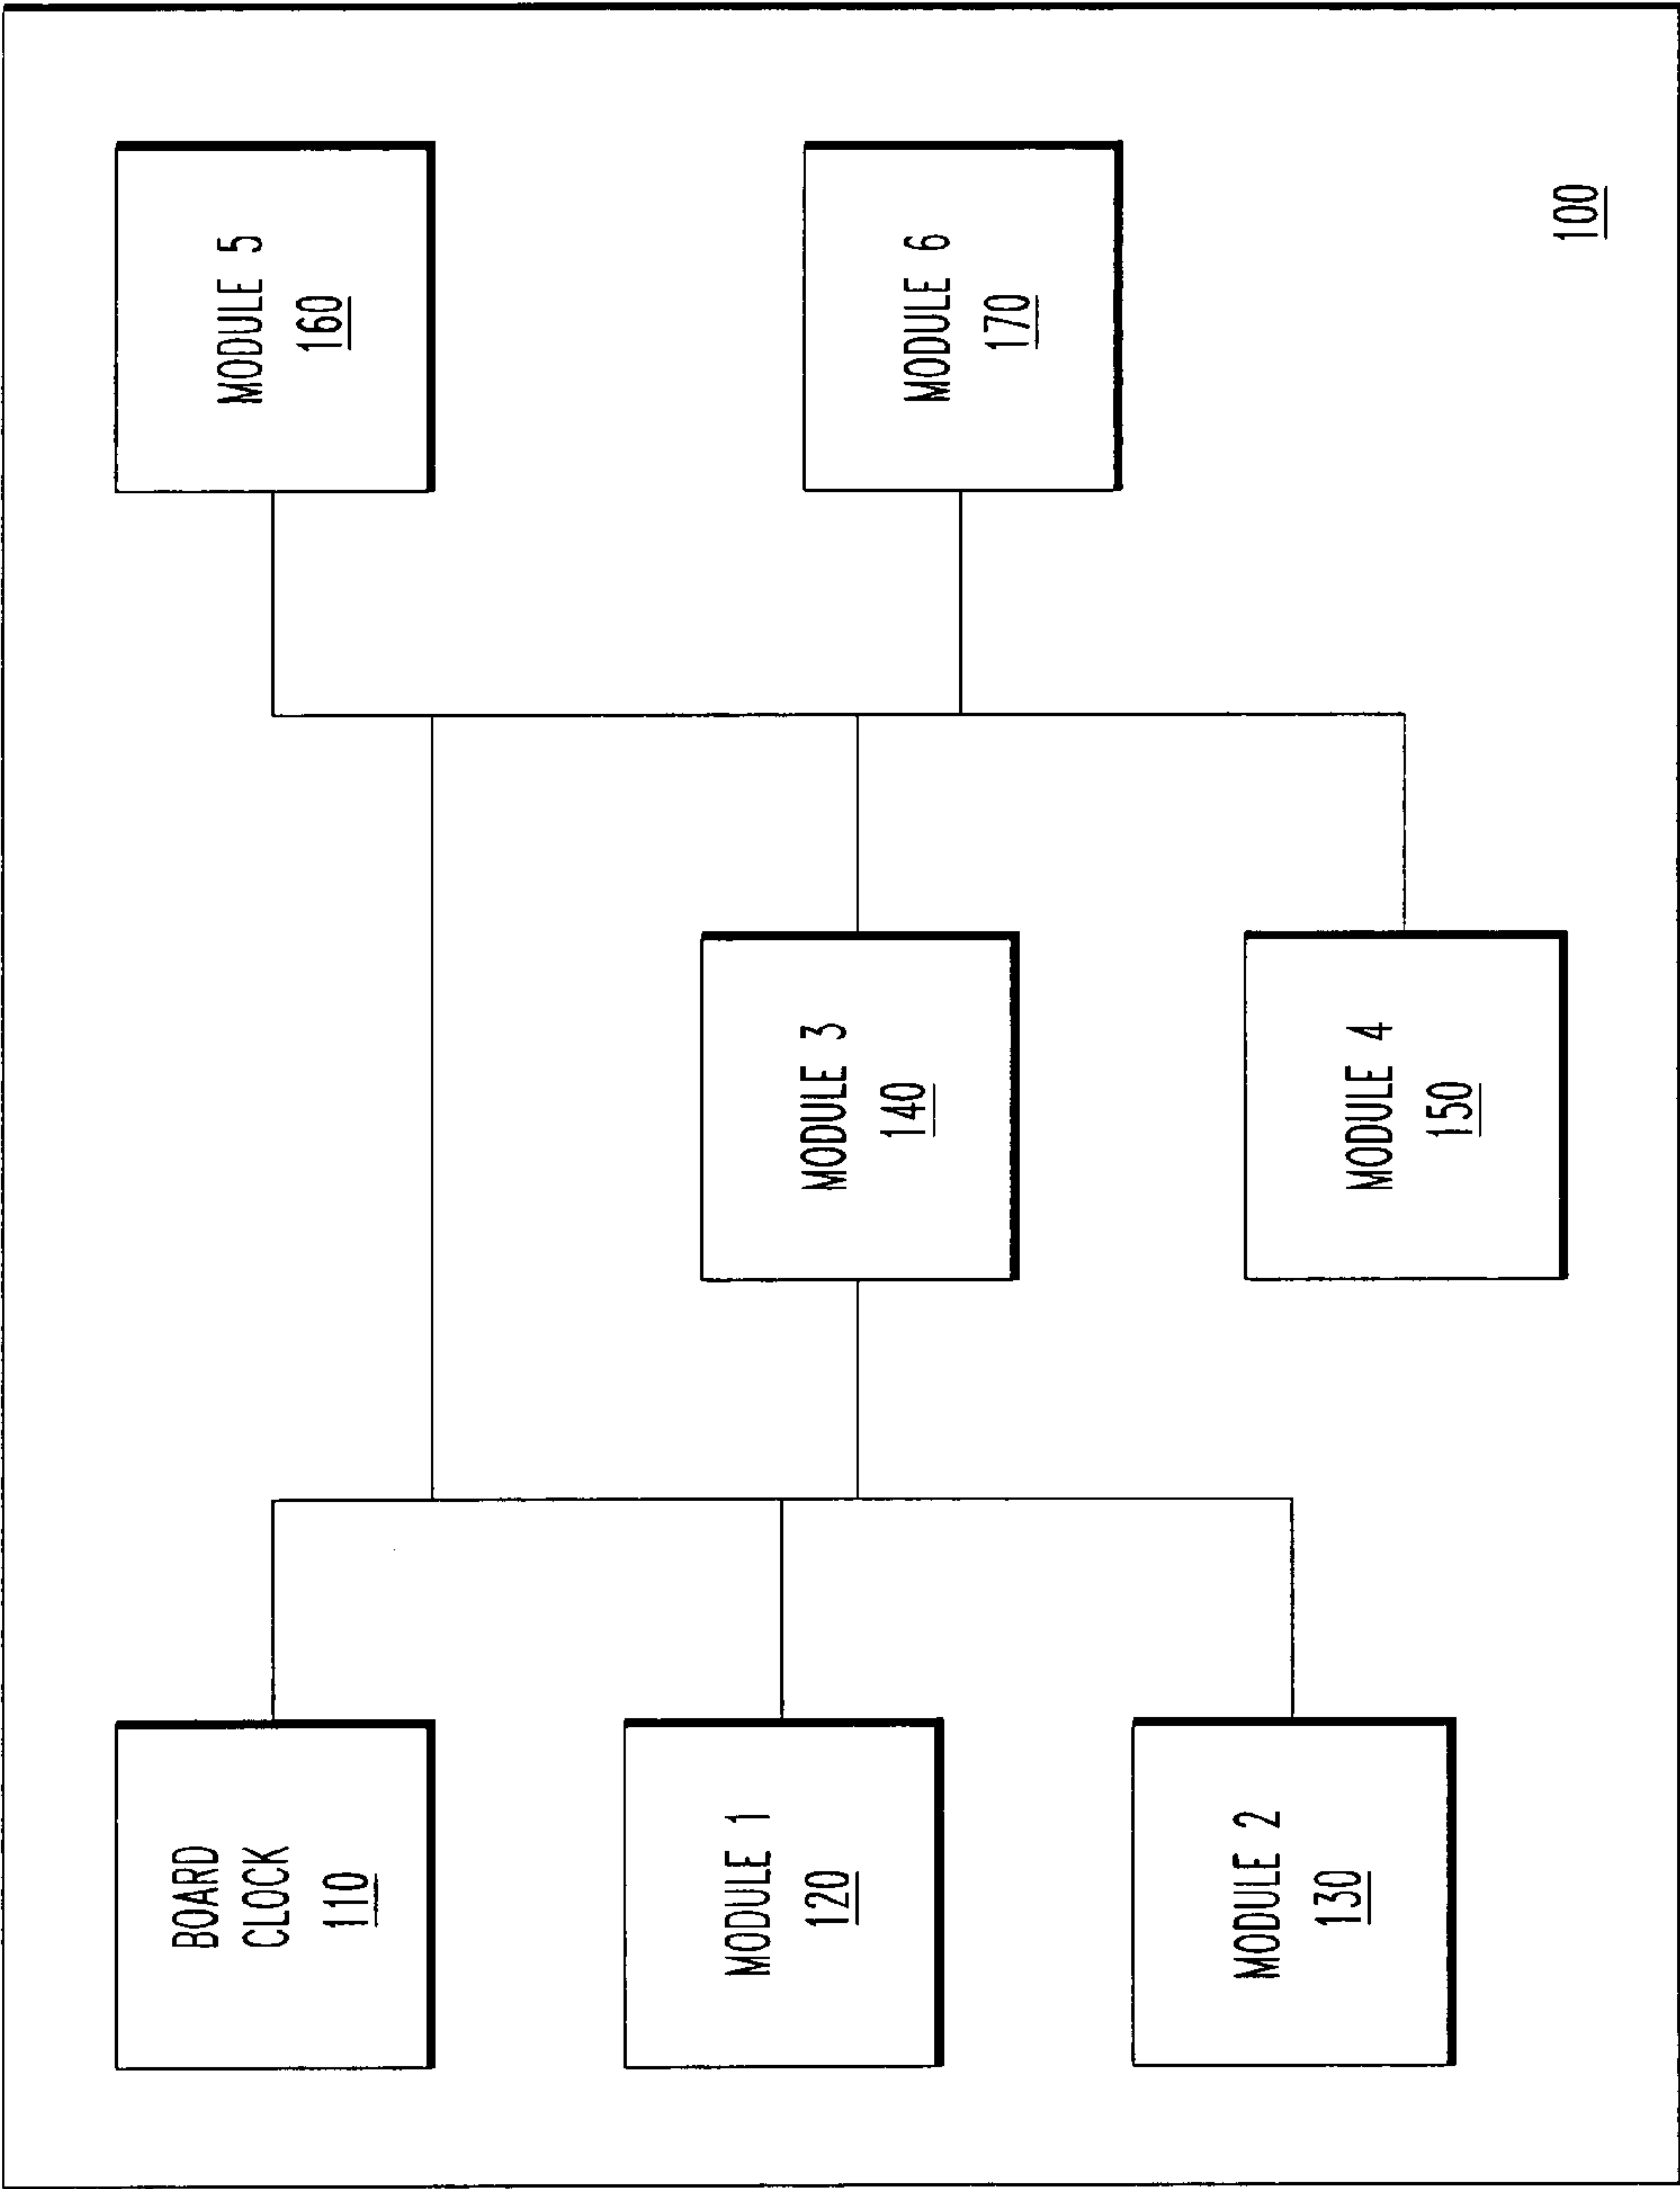 BOARD
CLOCK
110
MODULE 1
120
MODULE 2
130
MODULE 3
140
MODULE 4
150
MODULE 5
160
MODULE 6
170
100